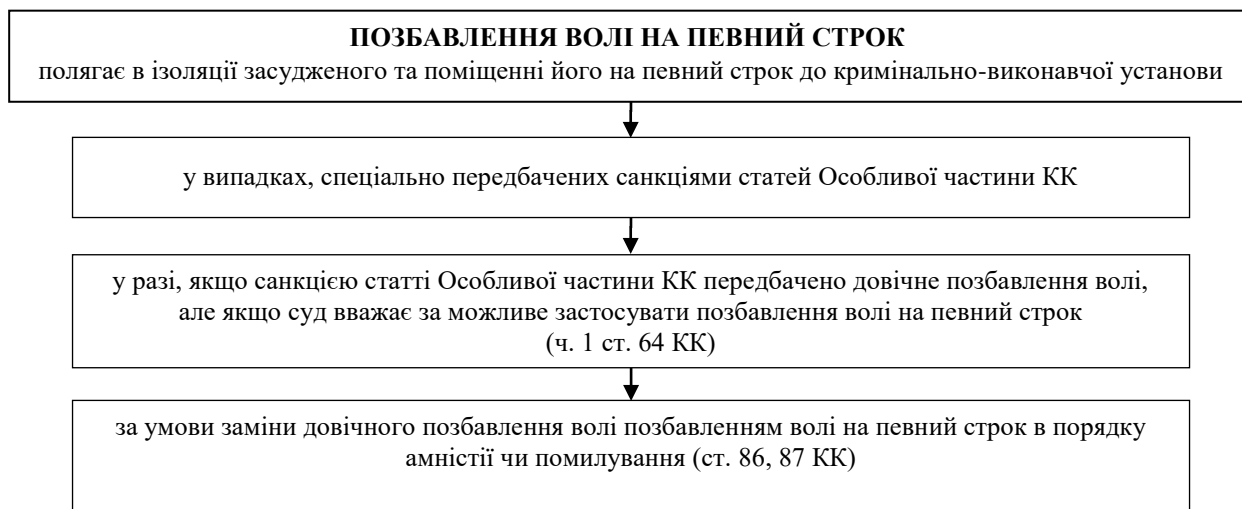 ПОЗБАВЛЕННЯ ВОЛІ НА ПЕВНИЙ СТРОК
полягає в ізоляції засудженого та поміщенні його на певний строк до кримінально-виконавчої установи
у випадках, спеціально передбачених санкціями статей Особливої частини КК
у разі, якщо санкцією статті Особливої частини КК передбачено довічне позбавлення волі,
але якщо суд вважає за можливе застосувати позбавлення волі на певний строк
(ч. 1 ст. 64 КК)
за умови заміни довічного позбавлення волі позбавленням волі на певний строк в порядку
амністії чи помилування (ст. 86, 87 КК)